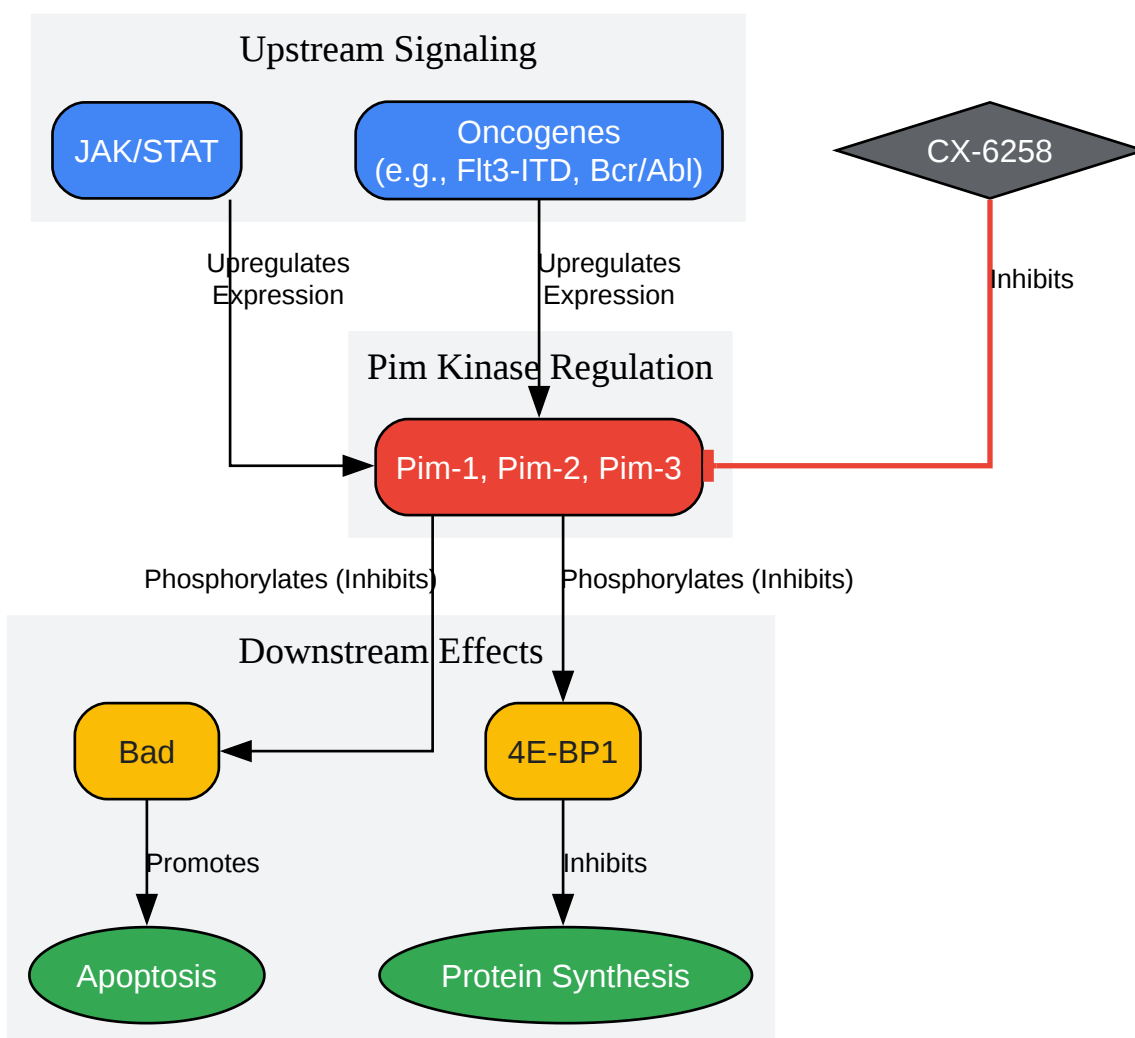 Upstream Signaling
JAK/STAT
Oncogenes
(e.g., Flt3-ITD, Bcr/Abl)
CX-6258
Upregulates
Expression
Upregulates
Expression
Inhibits
Pim Kinase Regulation
Pim-1, Pim-2, Pim-3
Phosphorylates (Inhibits)
Phosphorylates (Inhibits)
Downstream Effects
Bad
4E-BP1
Promotes
Inhibits
Apoptosis
Protein Synthesis